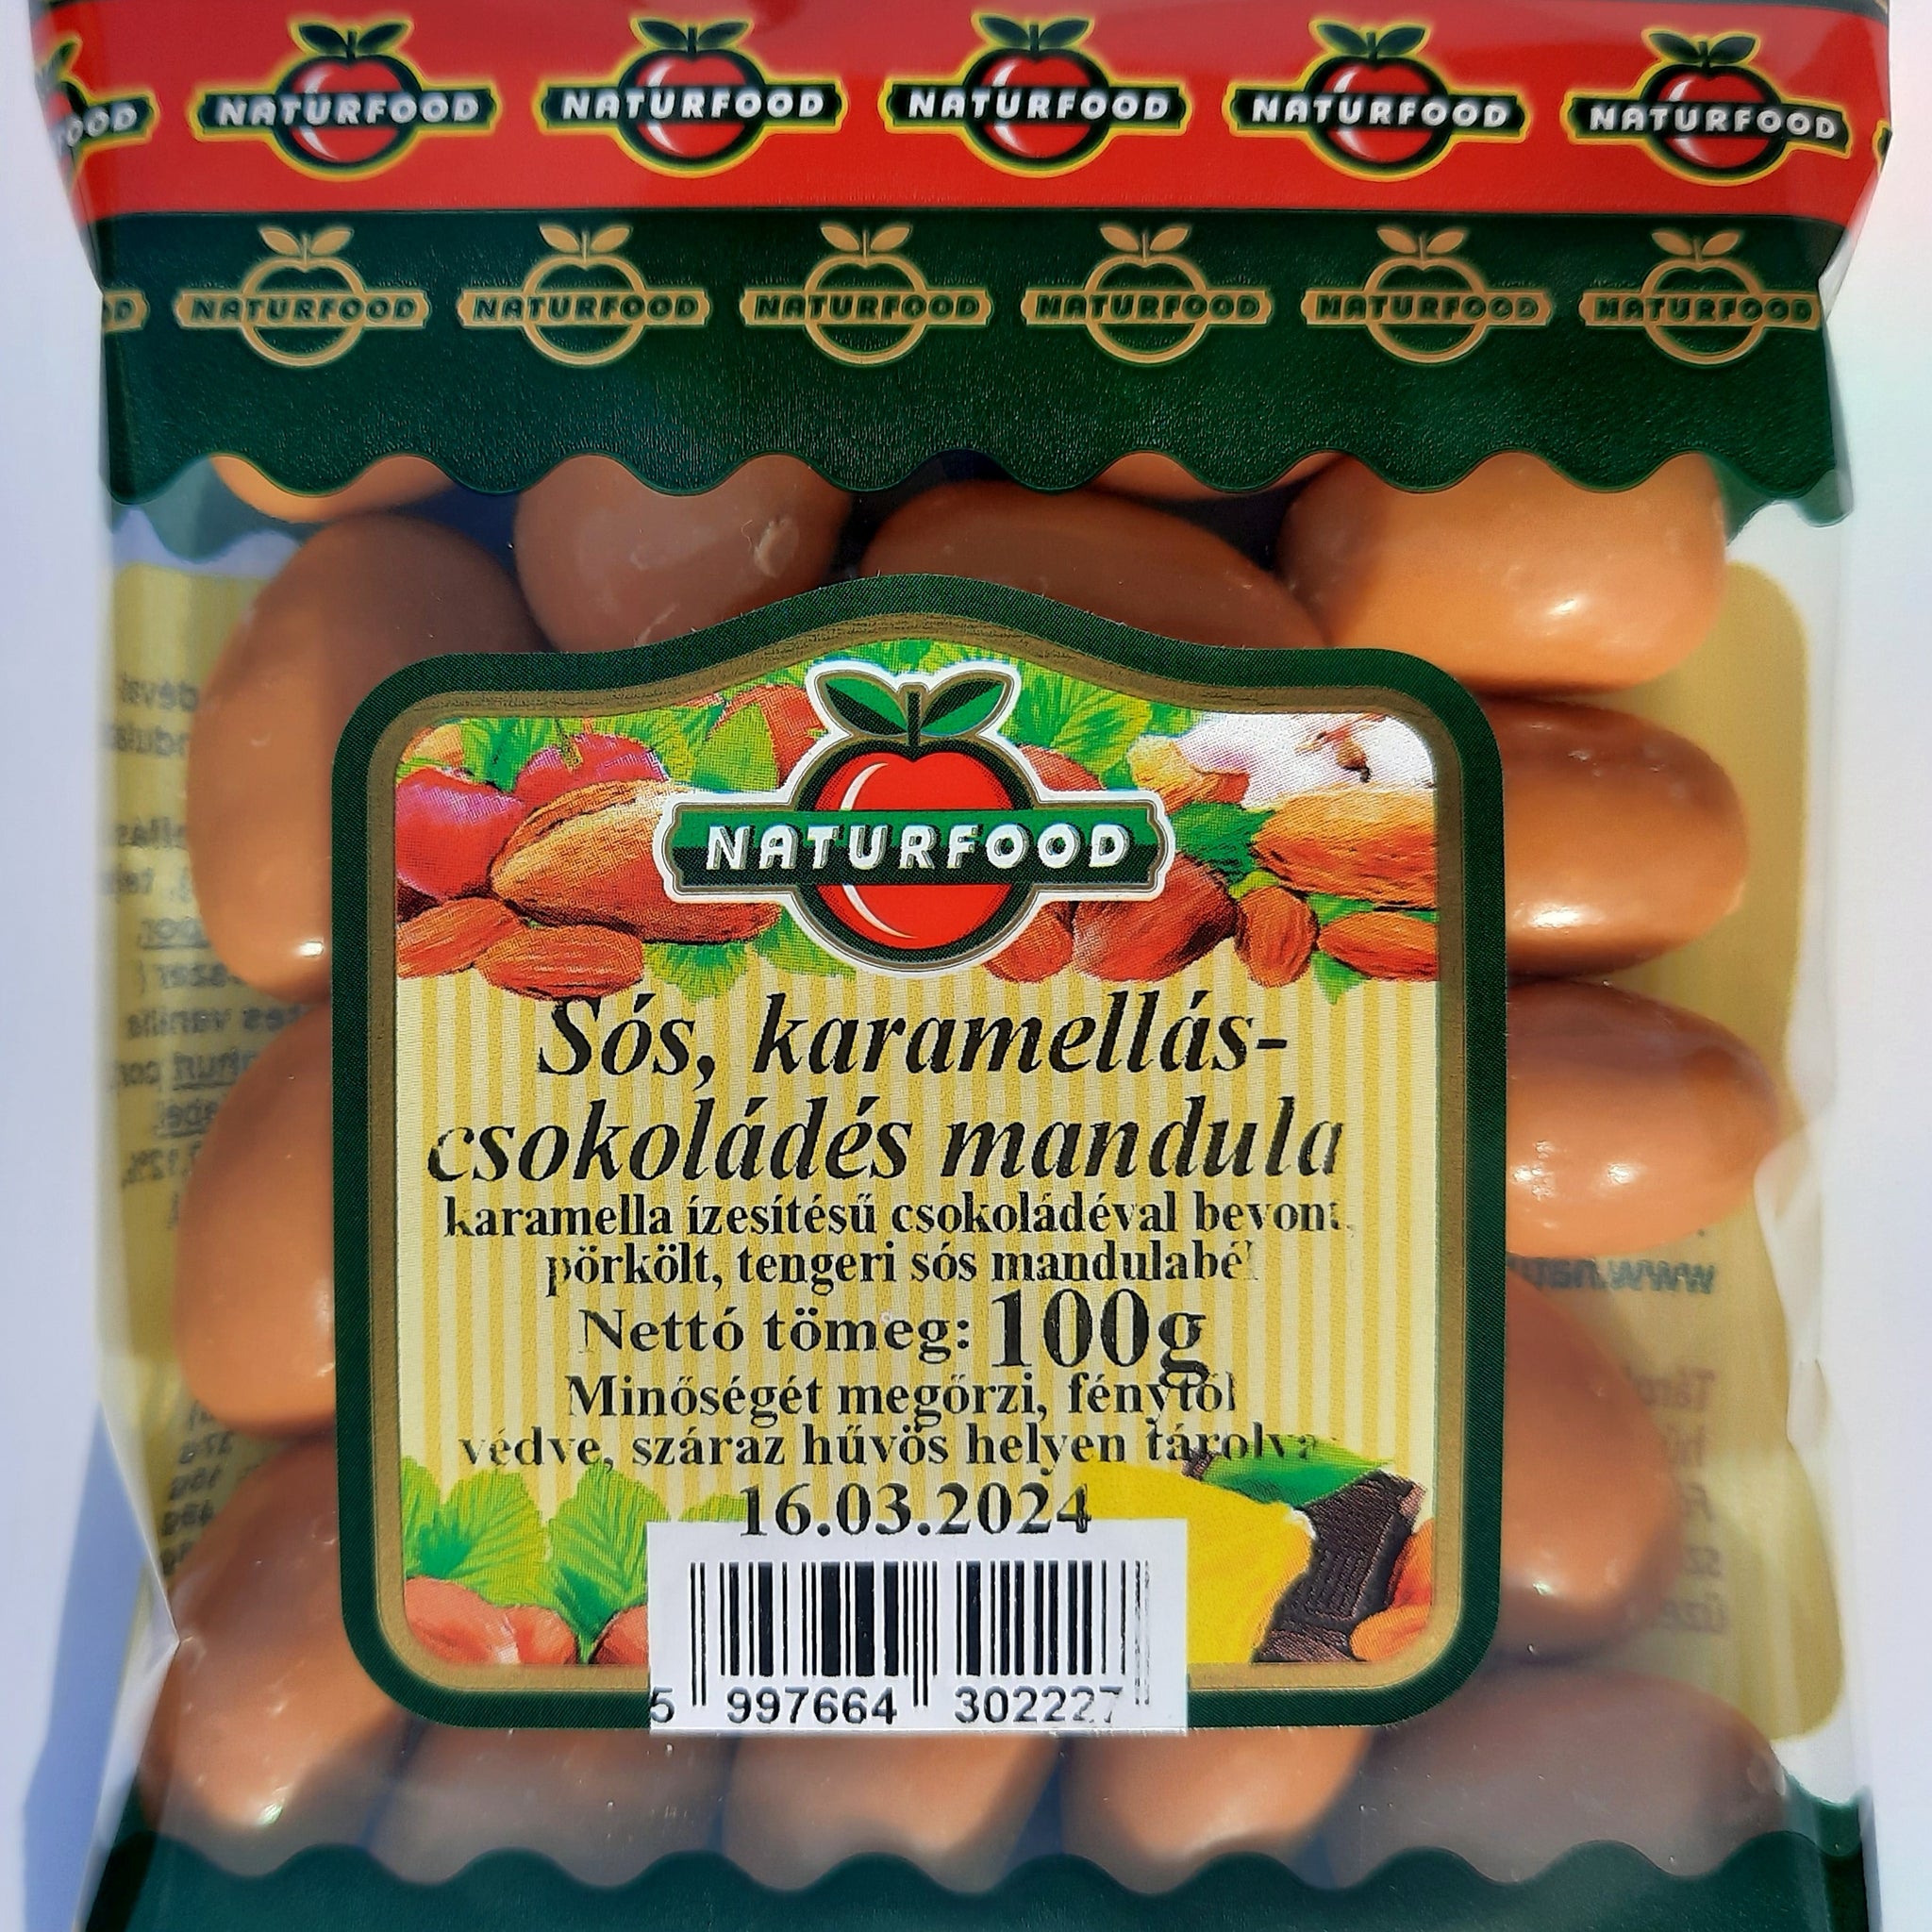 NATURFOOD NATURFOOD NATURFOOD NATURFOOD NATURFOOD
NATURFOOD NATURFOOD NATURFOOD NATURFOOD NATURFOOD NATURFOOD
NATURFOOD
Sós, karamellás-
csokoládés mandula
karamella ízesítésű csokoládéval bevont,
pörkölt, tengeri sós mandulabél
Nettó tömeg: 100g
Minőségét megőrzi, fénytől
védve, száraz hűvös helyen tárolva
16.03.2024
5 997664 302227